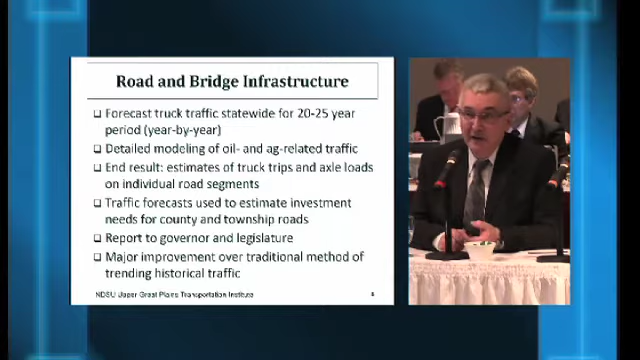 Road and Bridge Infrastructure
Forecast truck traffic statewide for 20-25 year
period (year-by-year)
Detailed modeling of oil- and ag-related traffic
End result: estimates of truck trips and axle loads
on individual road segments
Traffic forecasts used to estimate investment
needs for county and township roads
Report to governor and legislature
Major improvement over traditional method of
trending historical traffic
NDSU Upper Great Plains Transportation Institute